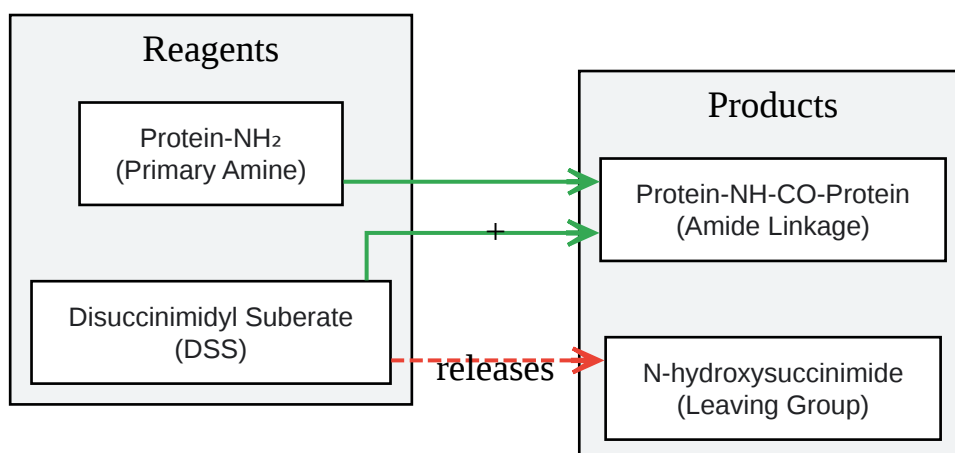 Reagents
Protein-NH₂
(Primary Amine)
Disuccinimidyl Suberate
(DSS)
+
releases
Products
Protein-NH-CO-Protein
(Amide Linkage)
N-hydroxysuccinimide
(Leaving Group)